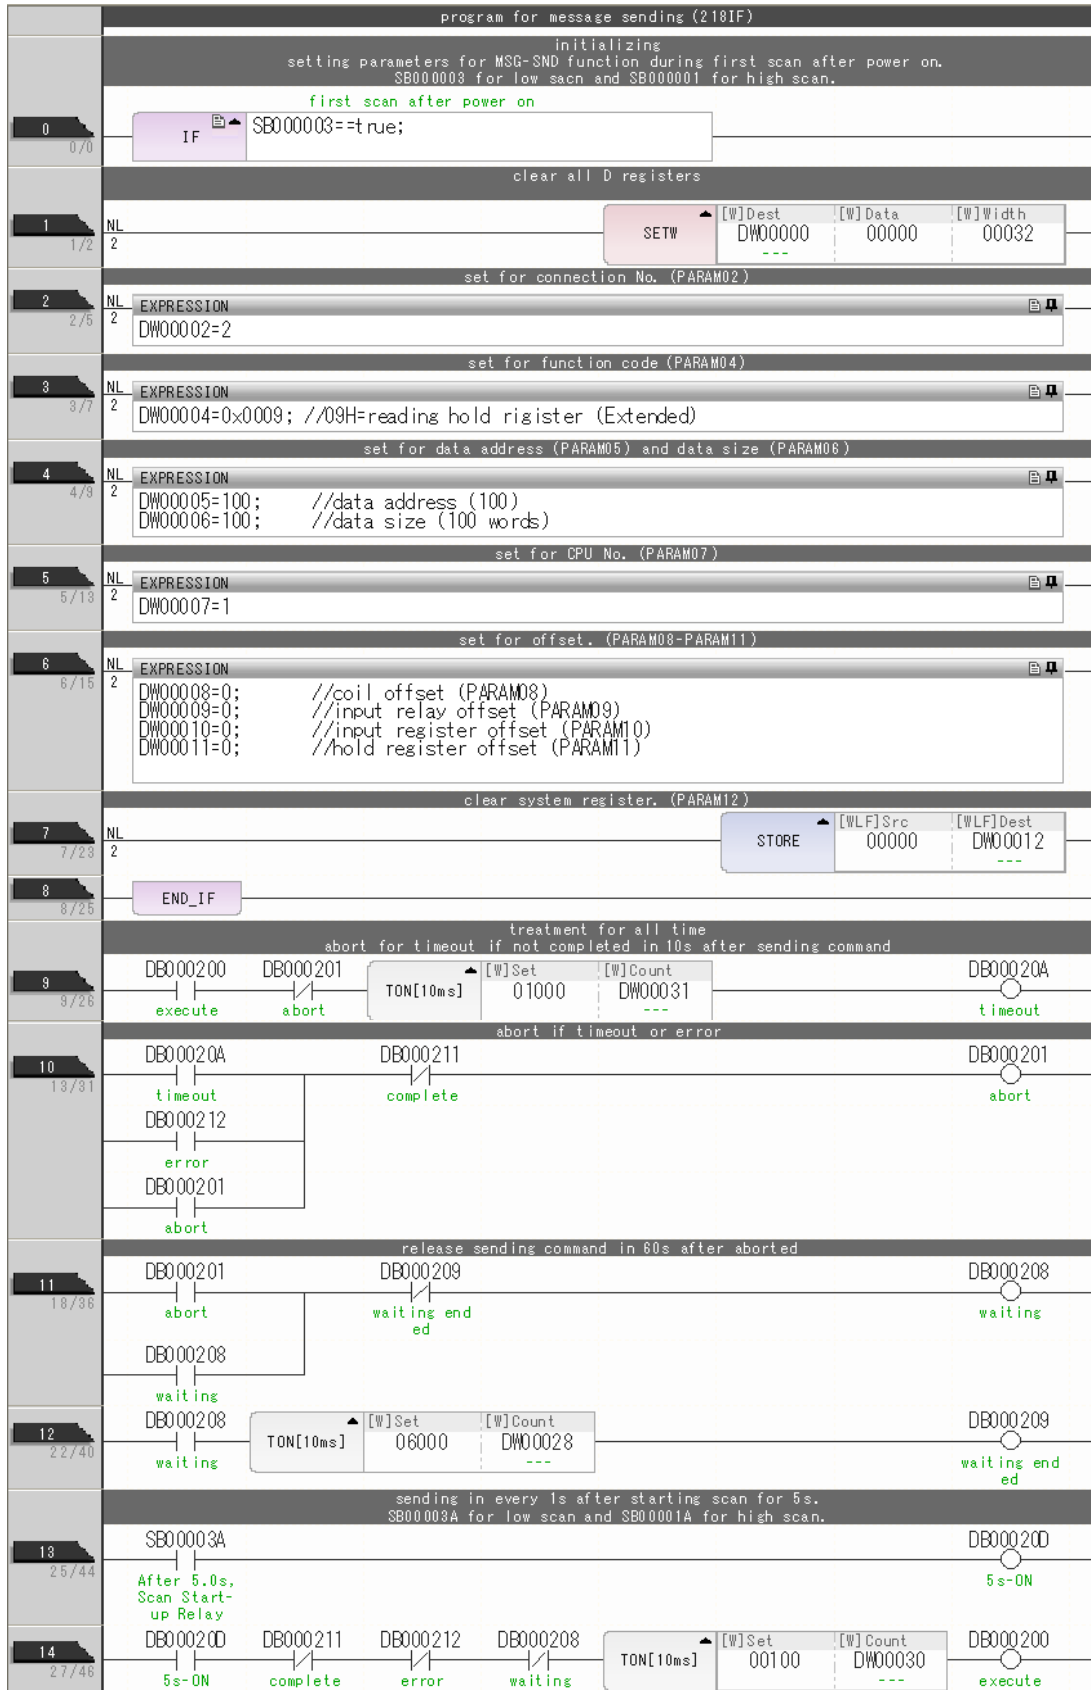 program for message sending (218IF)
initializing
setting parameters for MSG-SND function during first scan after power on.
SB000003 for low sacn and SB000001 for high scan.
first scan after power on
0
0/0
IF
SB000003==true;
clear all D registers
1
1/2
NL
2
SETW
[W]Dest [W]Data [W]Width
DW00000 00000 00032
---
set for connection No. (PARAM02)
2
2/5
NL
2
EXPRESSION
DW00002=2
set for function code (PARAM04)
3
3/7
NL
2
EXPRESSION
DW00004=0x0009; //09H=reading hold rigister (Extended)
set for data address (PARAM05) and data size (PARAM06)
4
4/9
NL
2
EXPRESSION
DW00005=100; //data address (100)
DW00006=100; //data size (100 words)
set for CPU No. (PARAM07)
5
5/13
NL
2
EXPRESSION
DW00007=1
set for offset. (PARAM08-PARAM11)
6
6/15
NL
2
EXPRESSION
DW00008=0; //coil offset (PARAM08)
DW00009=0; //input relay offset (PARAM09)
DW00010=0; //input register offset (PARAM10)
DW00011=0; //hold register offset (PARAM11)
clear system register. (PARAM12)
7
7/23
NL
2
STORE
[WLF]Src [WLF]Dest
00000 DW00012
---
8
8/25
END_IF
treatment for all time
abort for timeout if not completed in 10s after sending command
9
9/26
DB000200 DB000201 TON[10ms] [W]Set [W]Count DB00020A
01000 DW00031
---
execute abort timeout
abort if timeout or error
10
13/31
DB00020A DB000211 DB000201
timeout complete abort
DB000212
error
DB000201
abort
release sending command in 60s after aborted
11
18/36
DB000201 DB000209 DB000208
abort waiting end waiting
ed
DB000208
waiting
12
22/40
DB000208 TON[10ms] [W]Set [W]Count DB000209
06000 DW00028
---
waiting waiting end
ed
sending in every 1s after starting scan for 5s.
SB00003A for low scan and SB00001A for high scan.
13
25/44
SB00003A DB00020D
After 5.0s, 5s-ON
Scan Start-
up Relay
14
27/46
DB00020D DB000211 DB000212 DB000208 TON[10ms] [W]Set [W]Count DB000200
00100 DW00030
---
5s-ON complete error waiting execute